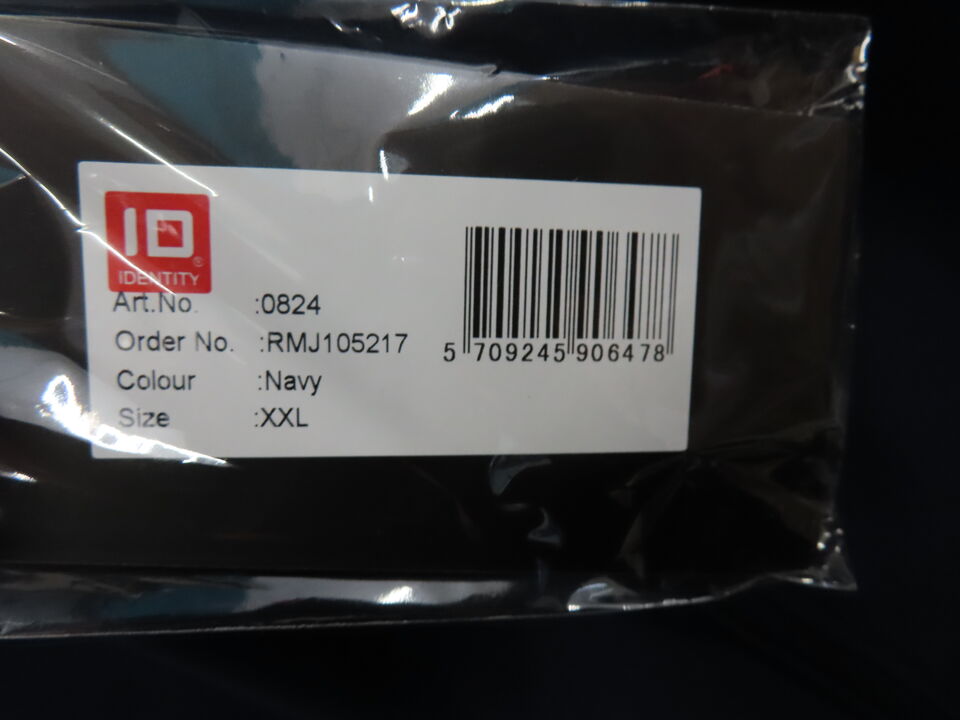 ID®
IDENTITY
Art.No. :0824
Order No. :RMJ105217
Colour :Navy
Size :XXL
5 709245 906478